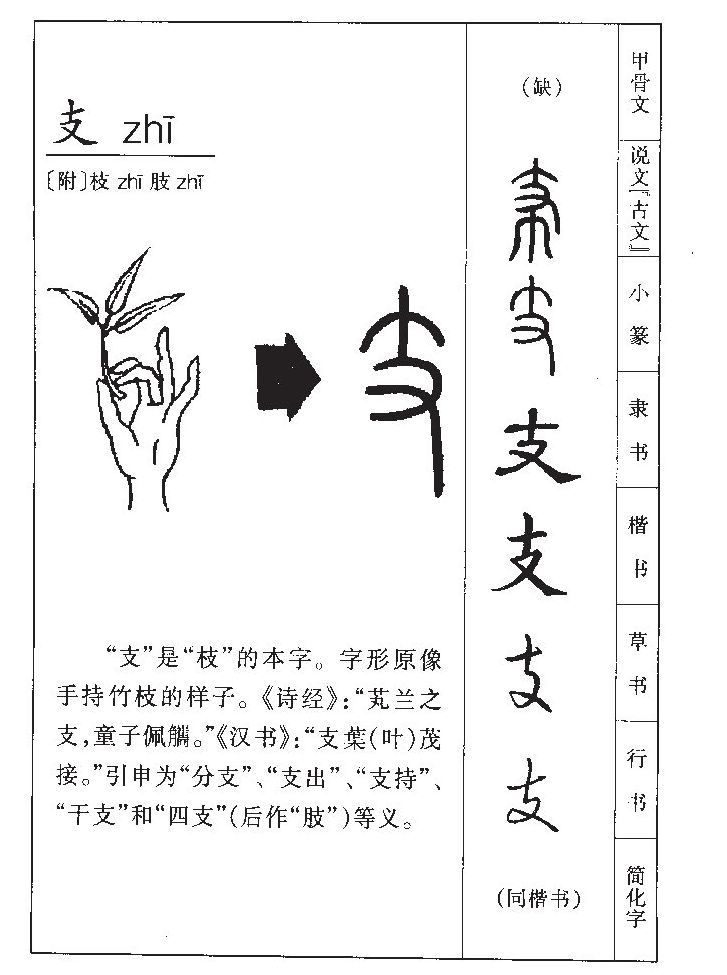 支 zhī
〔附〕枝 zhī 肢 zhī
“支”是“枝”的本字。字形原像
手持竹枝的样子。《诗经》：“芄兰之
支，童子佩觿。”《汉书》：“支葉（叶）茂
接。”引申为“分支”、“支出”、“支持”、
“干支”和“四支”（后作“肢”）等义。
（缺）
支
支
支
支
支
支
（同楷书）
甲骨文
说文『古文』
小篆
隶书
楷书
草书
行书
简化字